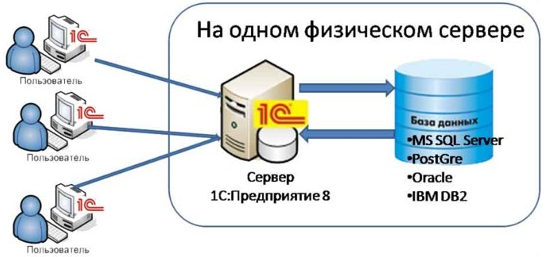 На одном физическом сервере
1С
Пользователь
1С
Пользователь
1С
Пользователь
1С
Сервер
1С:Предприятие 8
База данных
•MS SQL Server
•PostGre
•Oracle
•IBM DB2